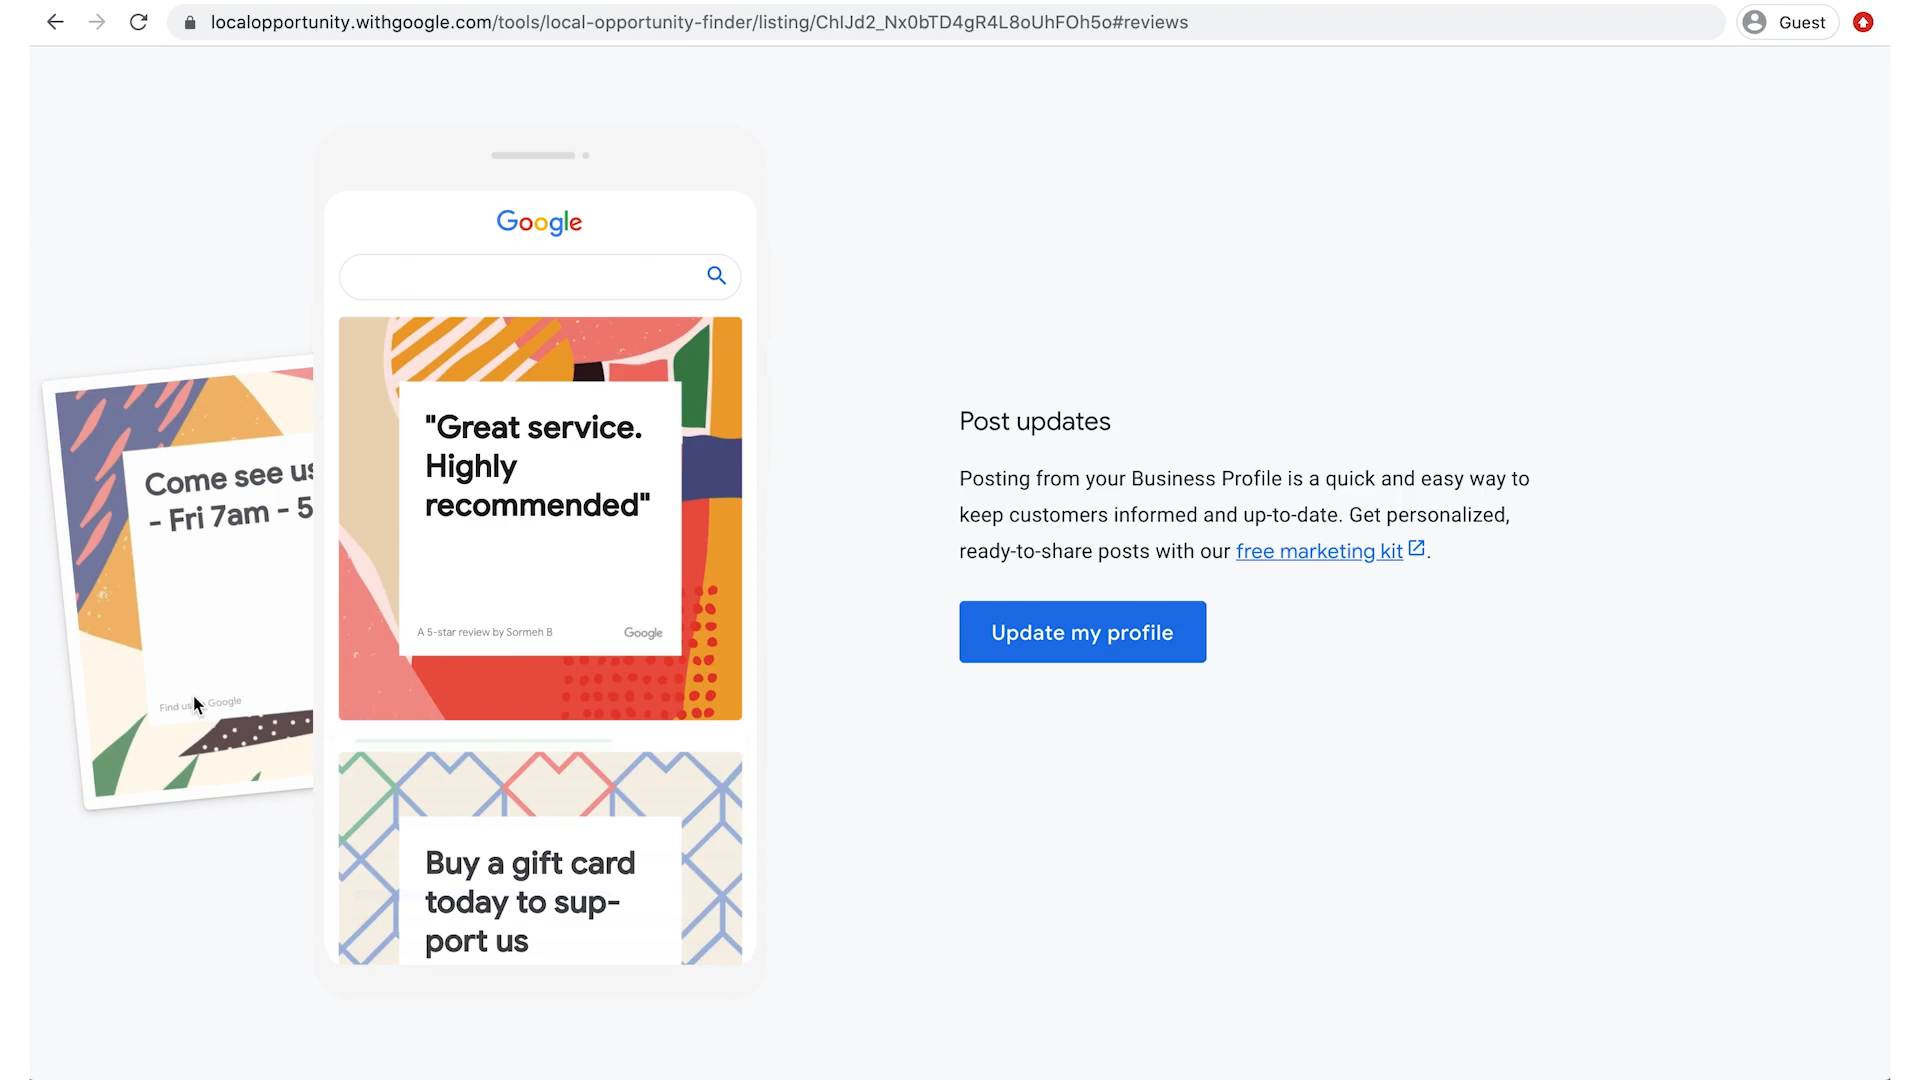 localopportunity.withgoogle.com/tools/local-opportunity-finder/listing/ChIJd2_Nx0bTD4gR4L8oUhFOh5o#reviews
Guest
Google
"Great service.
Highly
recommended"
A 5-star review by Sormeh B
Google
Come see us
- Fri 7am - 5
Find us Google
Buy a gift card
today to sup-
port us
Post updates
Posting from your Business Profile is a quick and easy way to
keep customers informed and up-to-date. Get personalized,
ready-to-share posts with our free marketing kit.
Update my profile